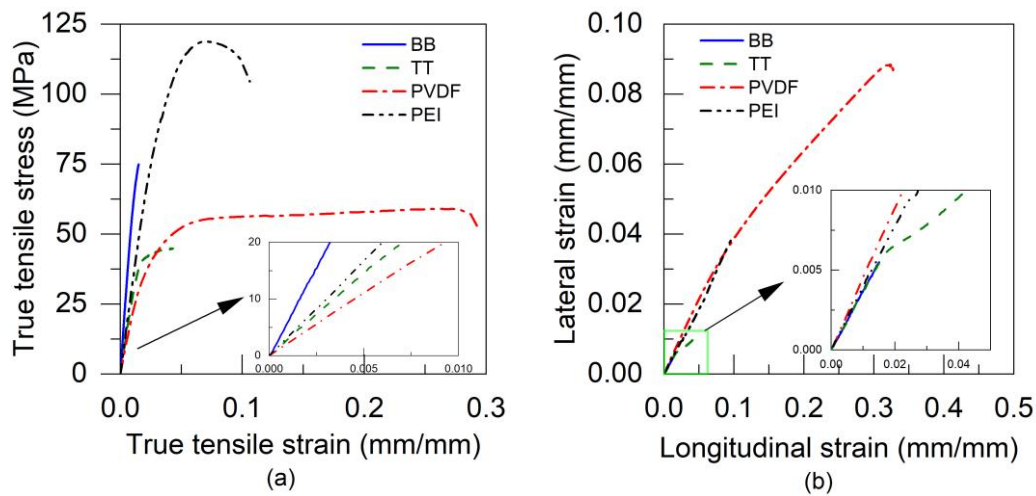 125
100
75
50
25
0
True tensile stress (MPa)
BB
TT
PVDF
PEI
20
10
0
0.000
0.005
0.010
0.0
0.1
0.2
0.3
True tensile strain (mm/mm)
(a)
0.10
0.08
0.06
0.04
0.02
0.00
Lateral strain (mm/mm)
BB
TT
PVDF
PEI
0.010
0.005
0.000
0.00
0.02
0.04
0.0
0.1
0.2
0.3
0.4
0.5
Longitudinal strain (mm/mm)
(b)